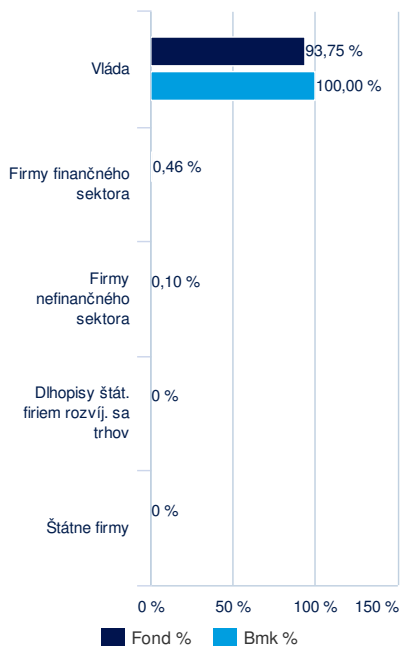 Vláda
93,75 %
100,00 %
Firmy finančného
sektora
0,46 %
Firmy
nefinančného
sektora
0,10 %
Dlhopisy štát.
firiem rozvíj. sa
trhov
0 %
Štátne firmy
0 %
0 % 50 % 100 % 150 %
Fond % Bmk %